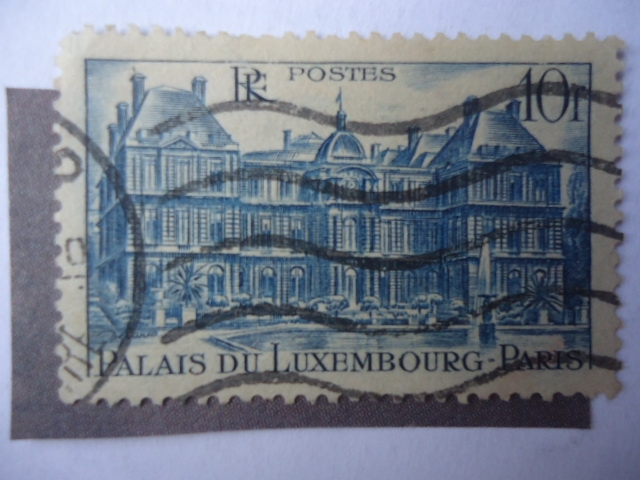 RF POSTES 10F
PALAIS DU LUXEMBOURG-PARIS